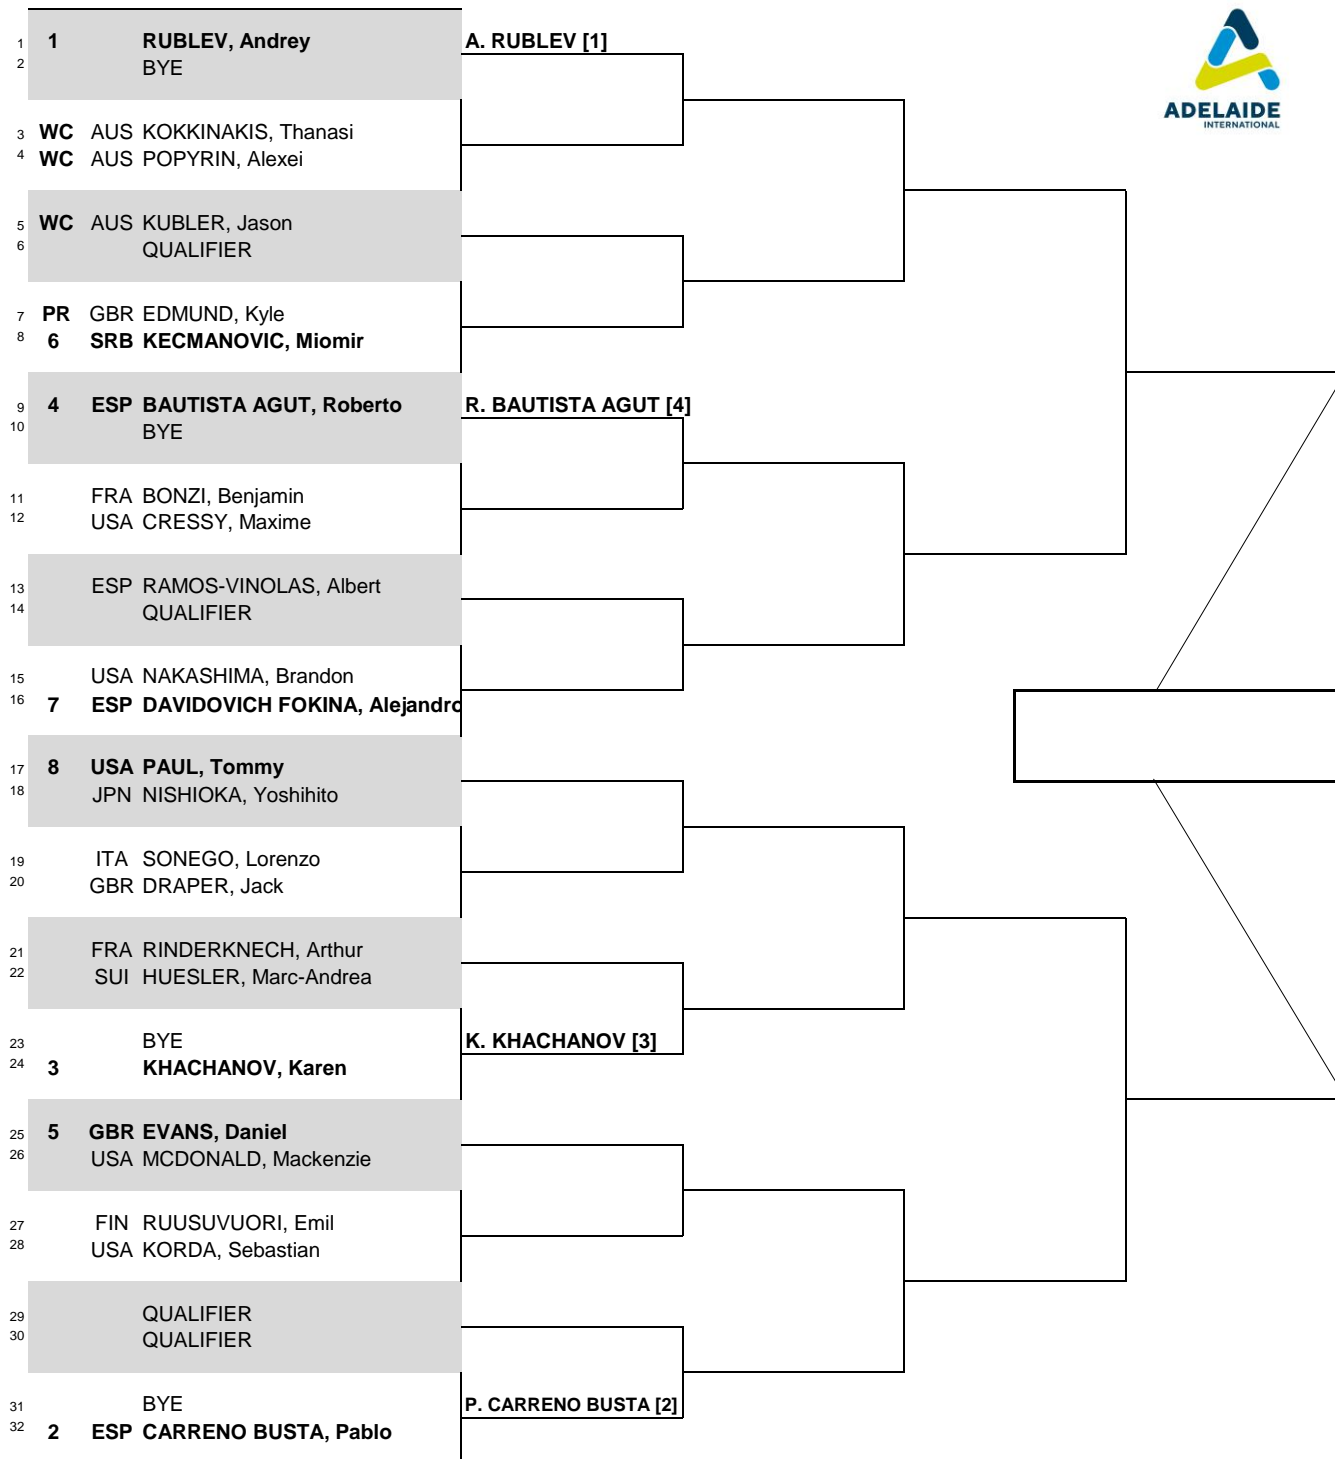 1 1 RUBLEV, Andrey A. RUBLEV [1]
2 BYE
ADELAIDE
INTERNATIONAL
3 WC AUS KOKKINAKIS, Thanasi
4 WC AUS POPYRIN, Alexei
5 WC AUS KUBLER, Jason
6 QUALIFIER
7 PR GBR EDMUND, Kyle
8 6 SRB KECMANOVIC, Miomir
9 4 ESP BAUTISTA AGUT, Roberto R. BAUTISTA AGUT [4]
10 BYE
11 FRA BONZI, Benjamin
12 USA CRESSY, Maxime
13 ESP RAMOS-VINOLAS, Albert
14 QUALIFIER
15 USA NAKASHIMA, Brandon
16 7 ESP DAVIDOVICH FOKINA, Alejandro
17 8 USA PAUL, Tommy
18 JPN NISHIOKA, Yoshihito
19 ITA SONEGO, Lorenzo
20 GBR DRAPER, Jack
21 FRA RINDERKNECH, Arthur
22 SUI HUESLER, Marc-Andrea
23 BYE K. KHACHANOV [3]
24 3 KHACHANOV, Karen
25 5 GBR EVANS, Daniel
26 USA MCDONALD, Mackenzie
27 FIN RUUSUVUORI, Emil
28 USA KORDA, Sebastian
29 QUALIFIER
30 QUALIFIER
31 BYE P. CARRENO BUSTA [2]
32 2 ESP CARRENO BUSTA, Pablo